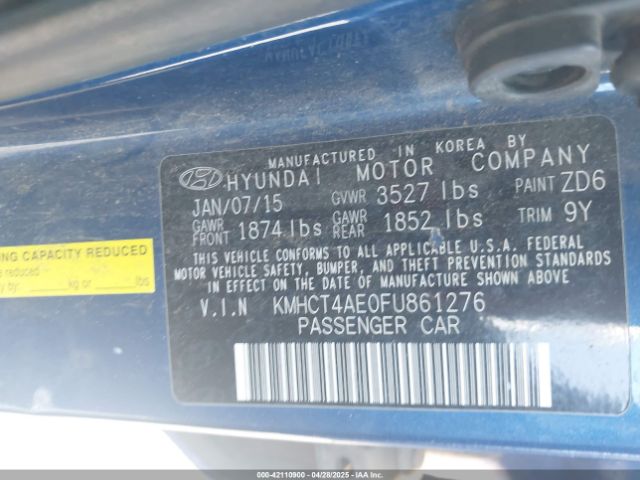 MANUFACTURED IN KOREA BY
HYUNDAI MOTOR COMPANY
JAN/07/15 GVWR 3527 lbs PAINT ZD6
GAWR FRONT 1874 lbs GAWR REAR 1852 lbs TRIM 9Y
THIS VEHICLE CONFORMS TO ALL APPLICABLE U.S.A. FEDERAL
MOTOR VEHICLE SAFETY, BUMPER, AND THEFT PREVENTION STANDARDS
IN EFFECT ON THE DATE OF MANUFACTURE SHOWN ABOVE.
V.I.N KMHCT4AE0FU861276
PASSENGER CAR
CAPACITY REDUCED
reduced
by: kg or lbs
000-42110900 - 04/28/2025 - IAA Inc.